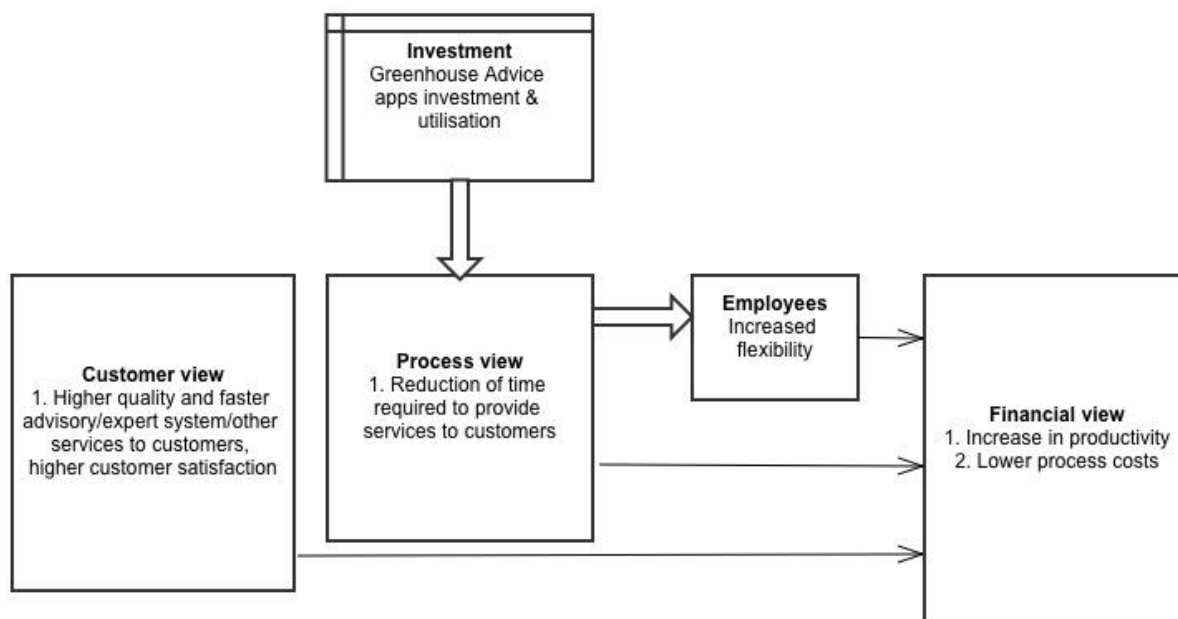 Investment
Greenhouse Advice
apps investment &
utilisation
Customer view
1. Higher quality and faster
advisory/expert system/other
services to customers,
higher customer satisfaction
Process view
1. Reduction of time
required to provide
services to customers
Employees
Increased
flexibility
Financial view
1. Increase in productivity
2. Lower process costs